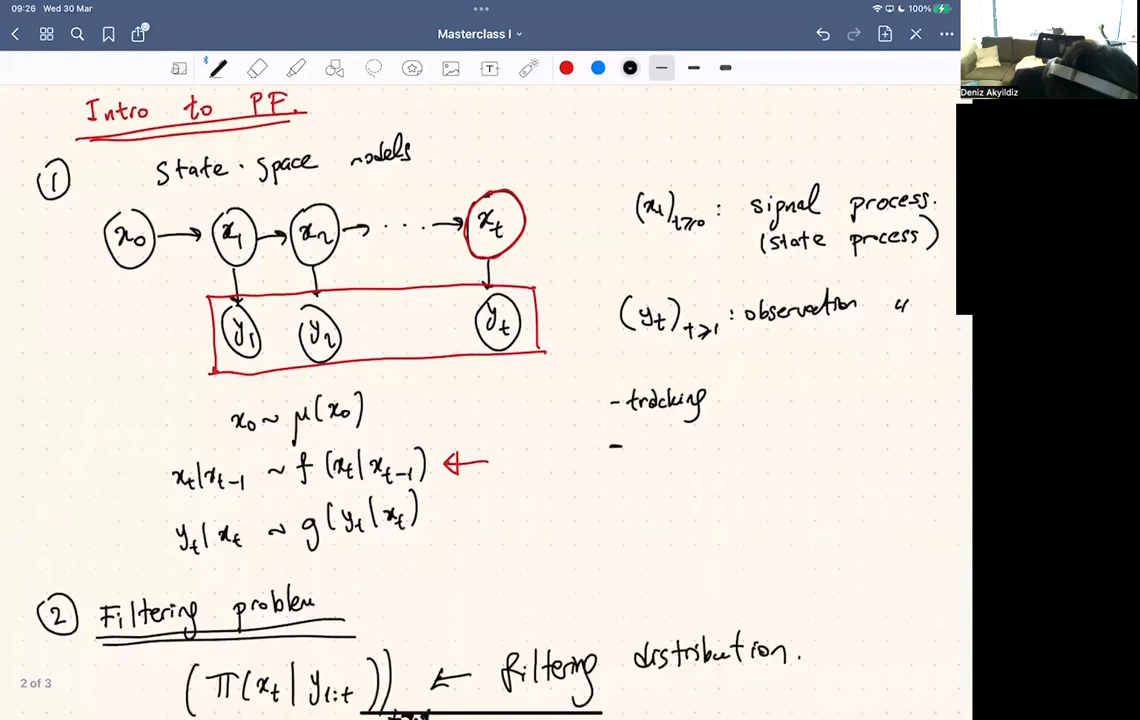 09:26 Wed 30 Mar
100%
Masterclass I
Deniz Akyildiz
Intro to PF.
① State-space models
x₀ → x₁ → x₂ → ... → xₜ
y₁ y₂ yₜ
(xₜ)ₜ≥₀ : signal process.
(state prcess)
(yₜ)ₜ≥₁ : observation "
- tracking
-
x₀ ~ μ(x₀)
xₜ|xₜ₋₁ ~ f(xₜ|xₜ₋₁) ←
yₜ|xₜ ~ g(yₜ|xₜ)
② Filtering problem
(π(xₜ|y₁:ₜ)) ← filtering distribution.
2 of 3